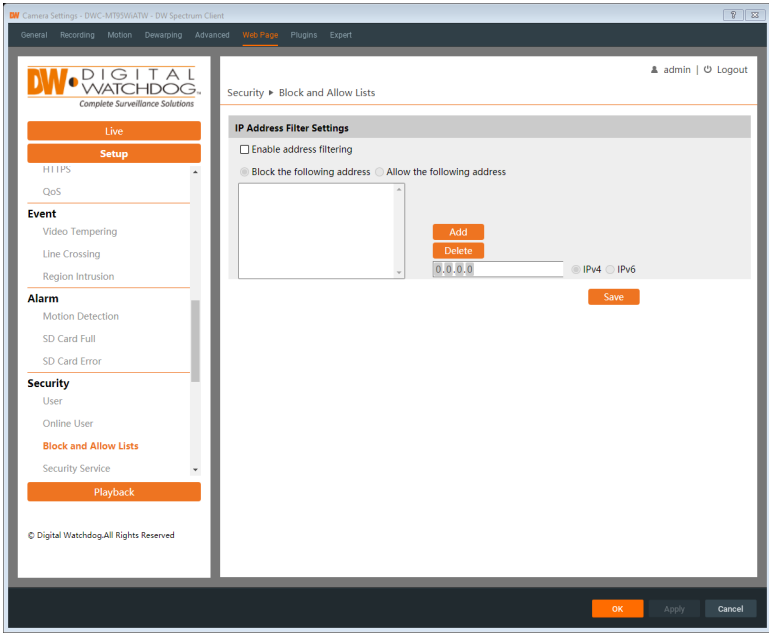 Camera Settings - DWC-MT95WiATW - DW Spectrum Client
? 
General Recording Motion Dewarping Advanced Web Page Plugins Expert
DW DIGITAL WATCHDOG
Complete Surveillance Solutions
admin | Logout
Security ▸ Block and Allow Lists
Live
Setup
HTTPS
QoS
Event
Video Tempering
Line Crossing
Region Intrusion
Alarm
Motion Detection
SD Card Full
SD Card Error
Security
User
Online User
Block and Allow Lists
Security Service
Playback
© Digital Watchdog.All Rights Reserved
IP Address Filter Settings
Enable address filtering
Block the following address Allow the following address
Add
Delete
0.0.0.0 IPv4 IPv6
Save
OK Apply Cancel